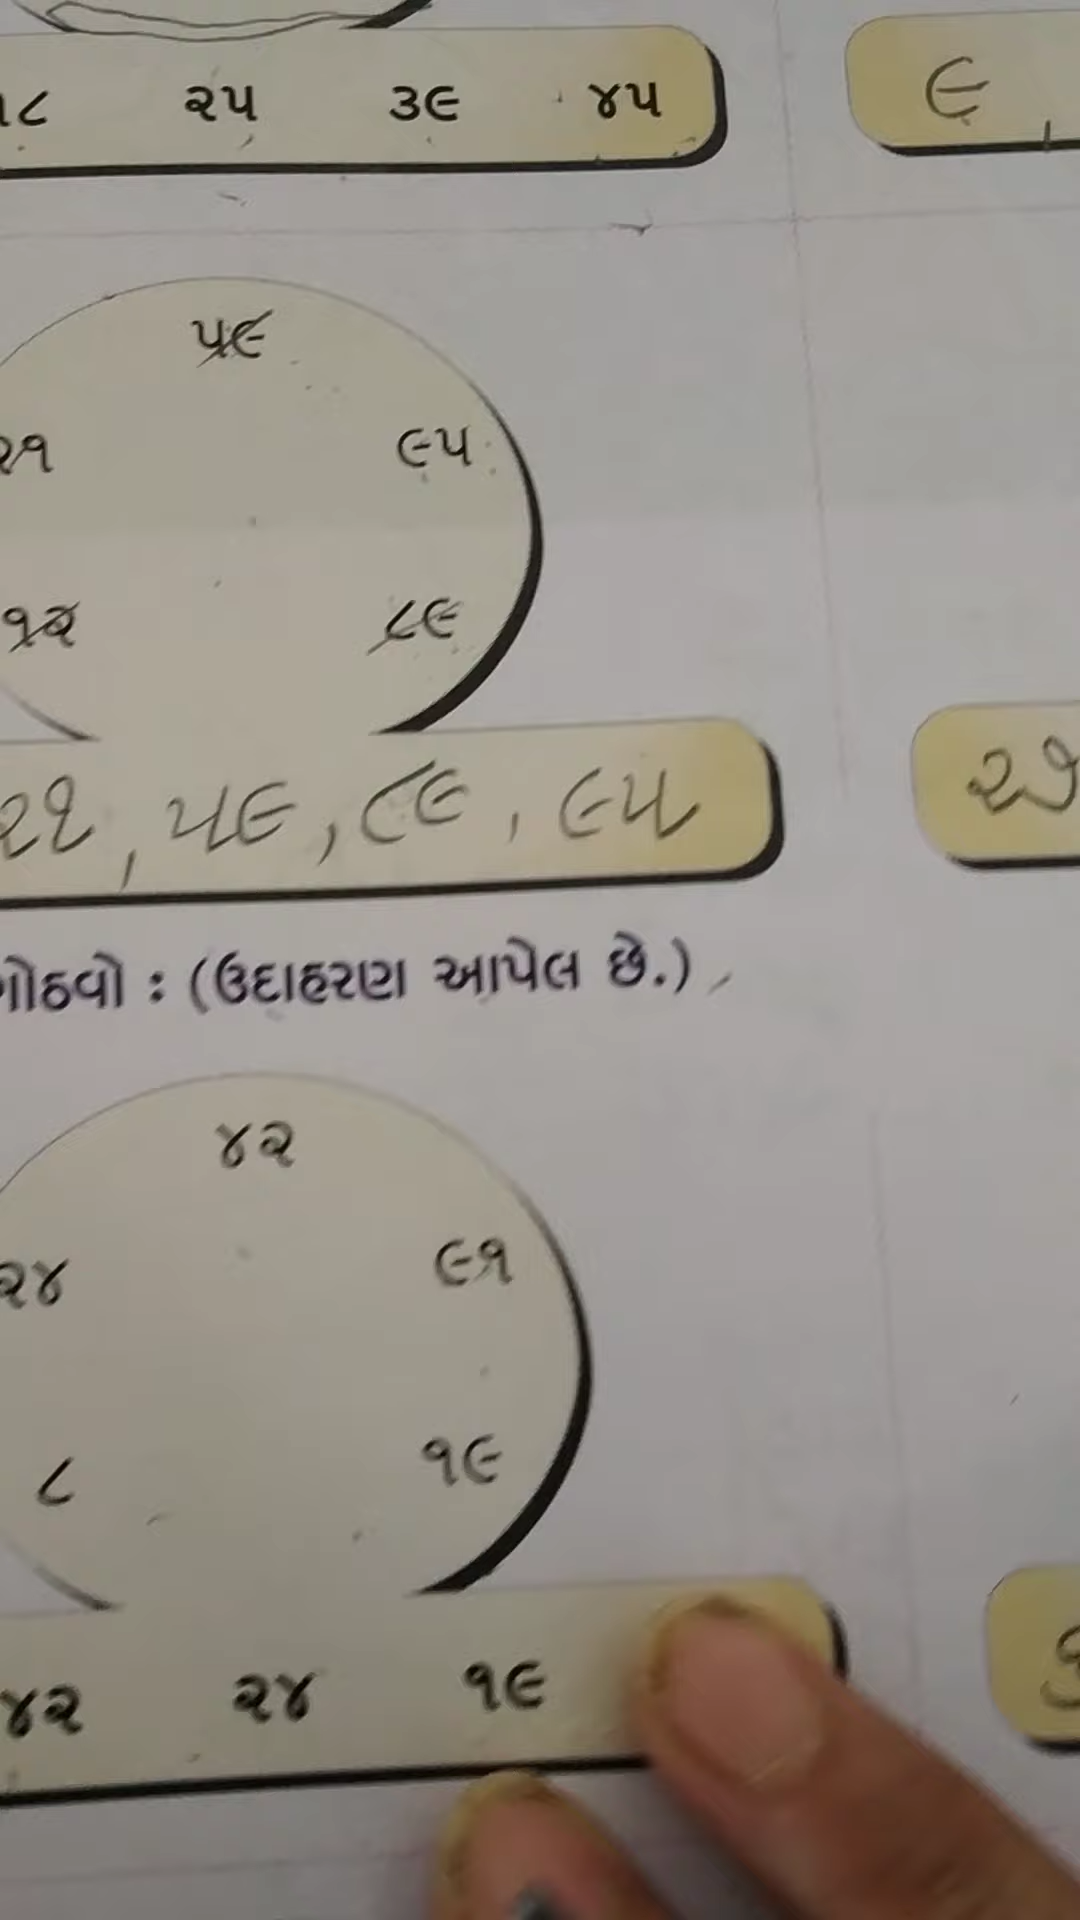 ૧૮ ૨૫ ૩૯ ૪૫
૯
૫૯
૨૧ ૯૫
૧૨ ૮૯
૨૧, ૫૯, ૮૯, ૯૫
ગોઠવો : (ઉદાહરણ આપેલ છે.)
૪૨
૨૪ ૯૧
૮ ૧૯
૪૨ ૨૪ ૧૯